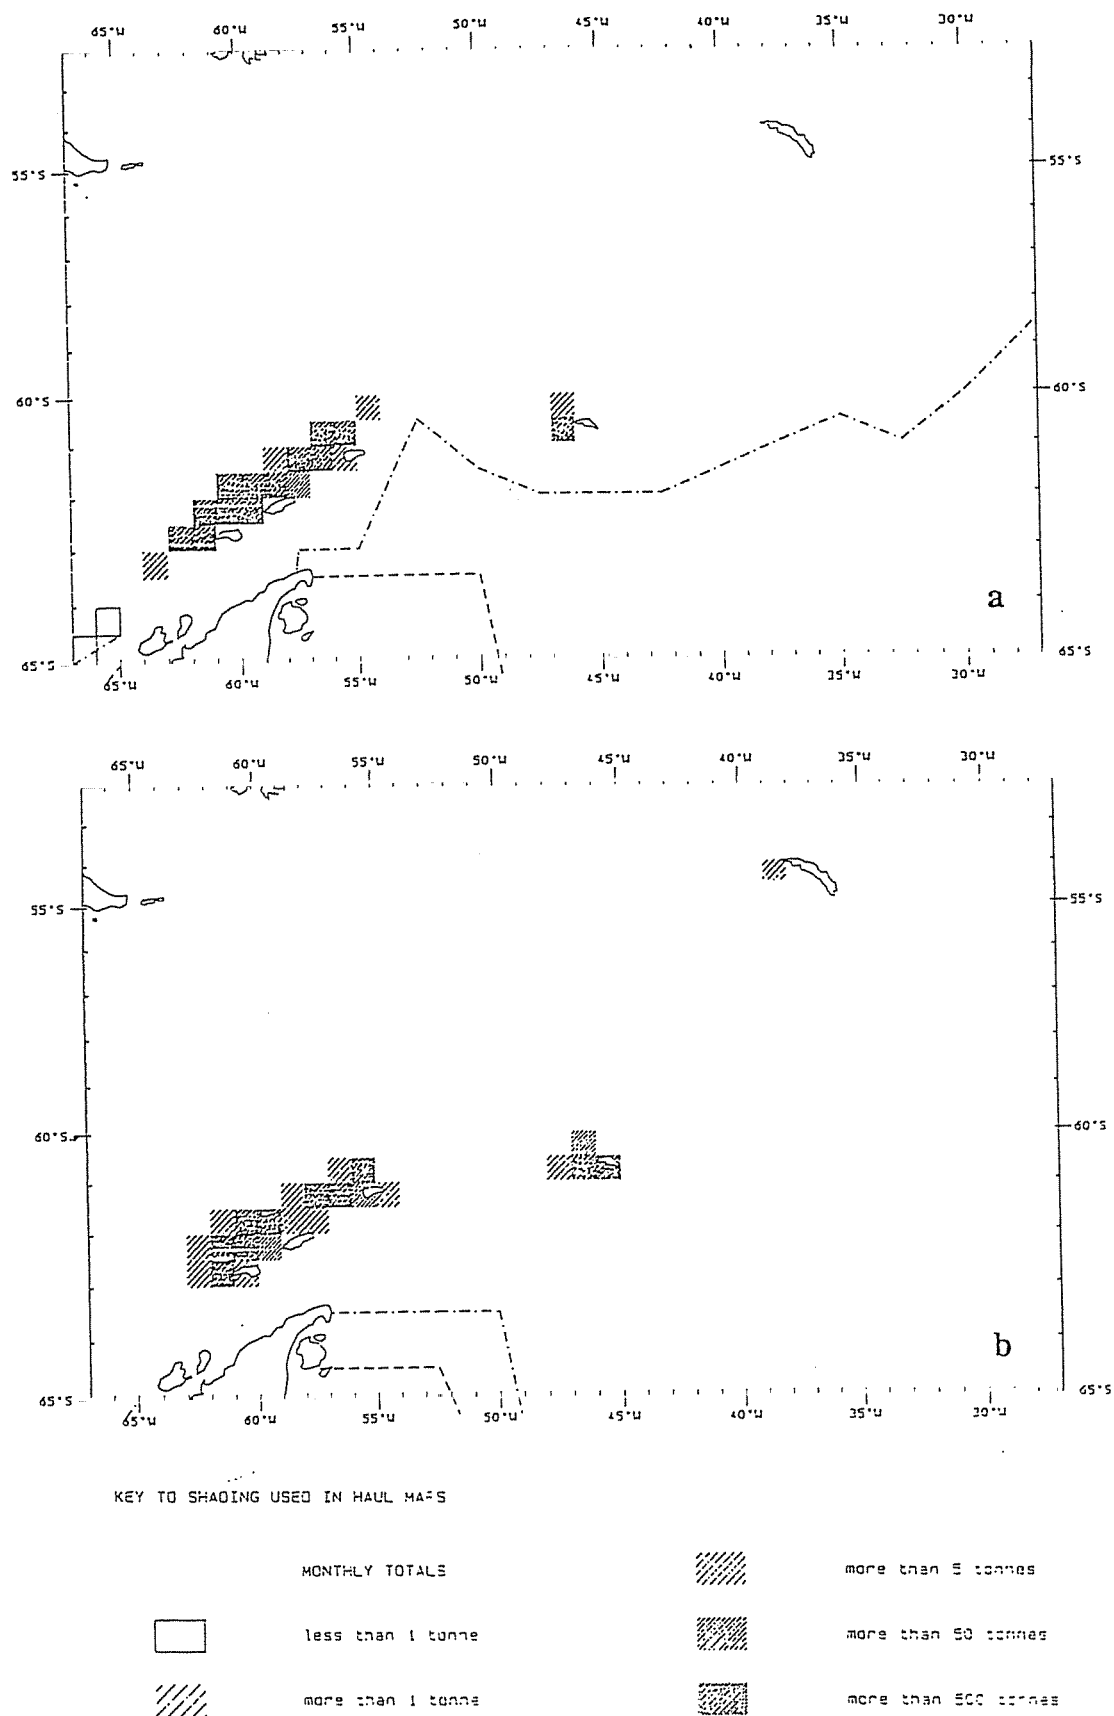 65°W 60°W 55°W 50°W 45°W 40°W 35°W 30°W
55°S 55°S
60°S 60°S
a
65°S 65°S
65°W 60°W 55°W 50°W 45°W 40°W 35°W 30°W
65°W 60°W 55°W 50°W 45°W 40°W 35°W 30°W
55°S 55°S
60°S 60°S
b
65°S 65°S
65°W 60°W 55°W 50°W 45°W 40°W 35°W 30°W
KEY TO SHADING USED IN HAUL MAPS
MONTHLY TOTALS
more than 5 tonnes
less than 1 tonne
more than 50 tonnes
more than 1 tonne
more than 500 tonnes